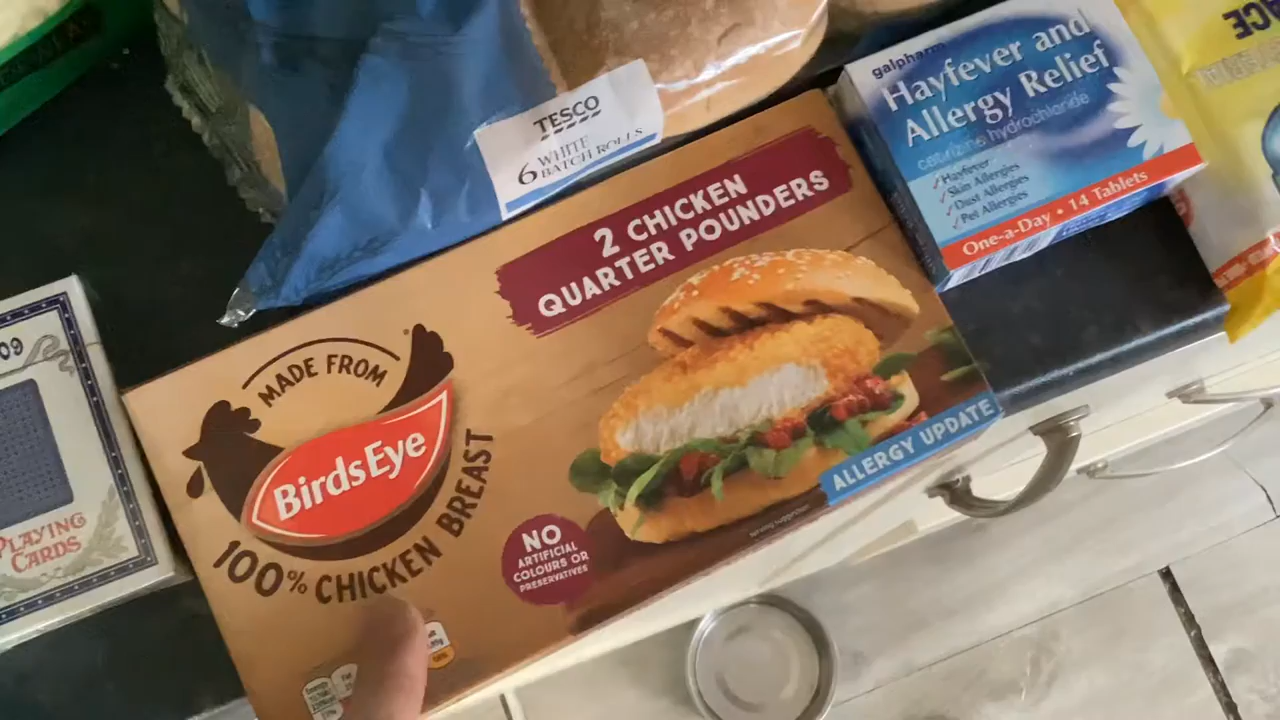 TESCO
6 WHITE
BATCH ROLLS
galpharm
Hayfever and
Allergy Relief
cetirizine hydrochloride
Hayfever
Skin Allergies
Dust Allergies
Pet Allergies
One-a-Day • 14 Tablets
2 CHICKEN
QUARTER POUNDERS
MADE FROM
BirdsEye
100% CHICKEN BREAST
NO
ARTIFICIAL
COLOURS OR
PRESERVATIVES
ALLERGY UPDATE
serving suggestion
PLAYING
CARDS